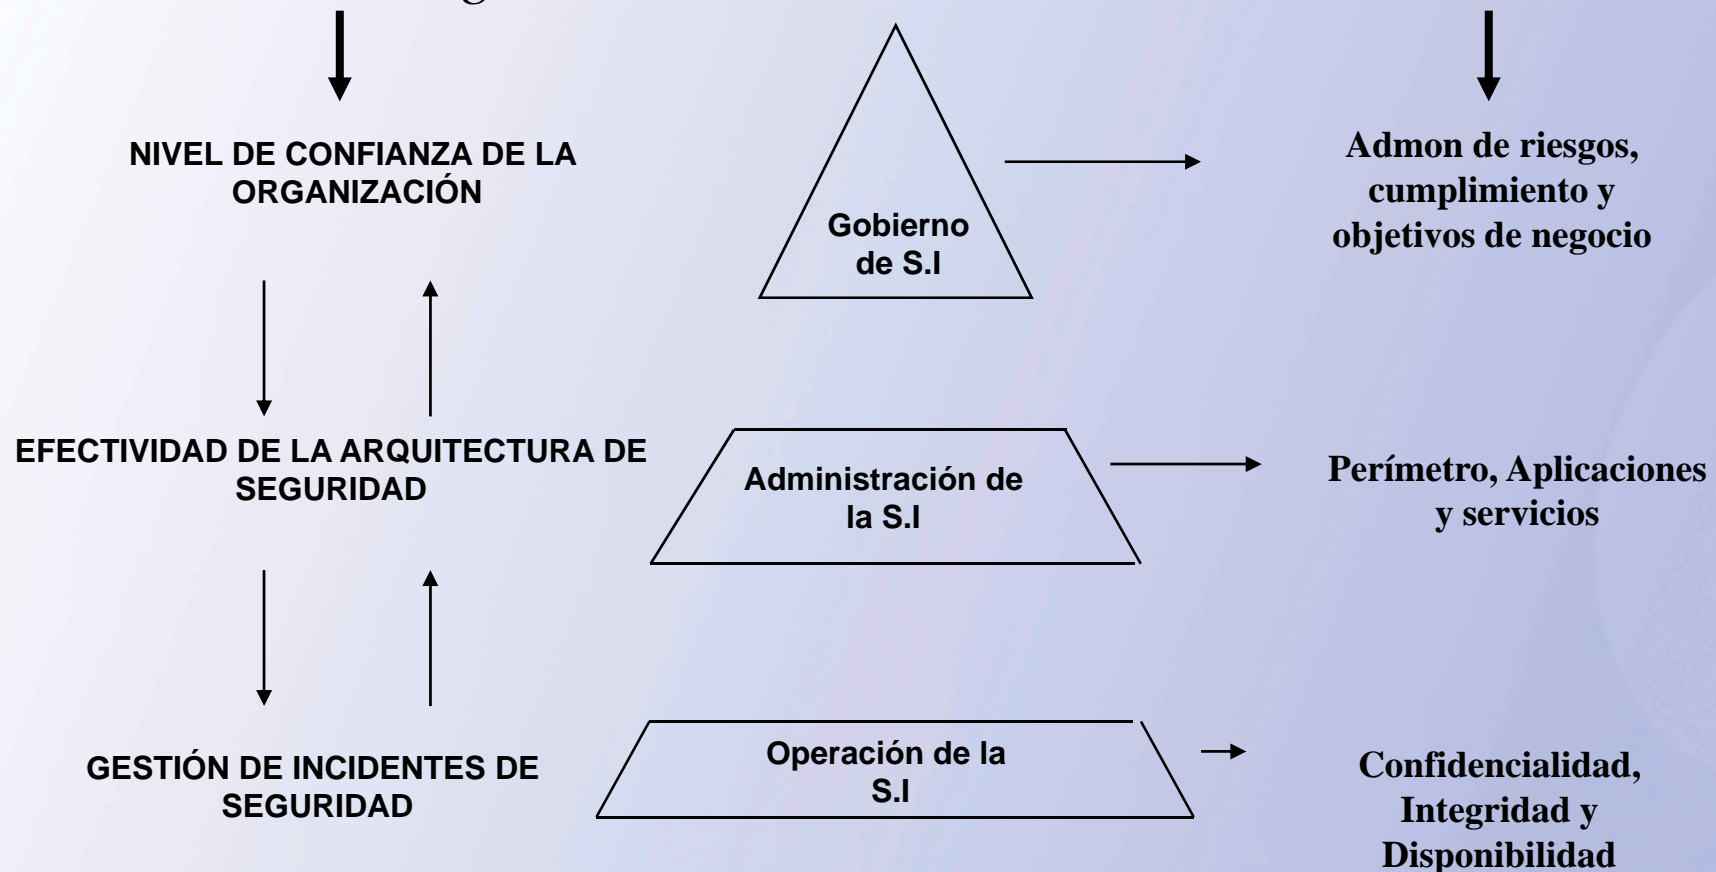 NIVEL DE CONFIANZA DE LA
ORGANIZACIÓN
Gobierno
de S.I
Admon de riesgos,
cumplimiento y
objetivos de negocio
EFECTIVIDAD DE LA ARQUITECTURA DE
SEGURIDAD
Administración de
la S.I
Perímetro, Aplicaciones
y servicios
GESTIÓN DE INCIDENTES DE
SEGURIDAD
Operación de la
S.I
Confidencialidad,
Integridad y
Disponibilidad